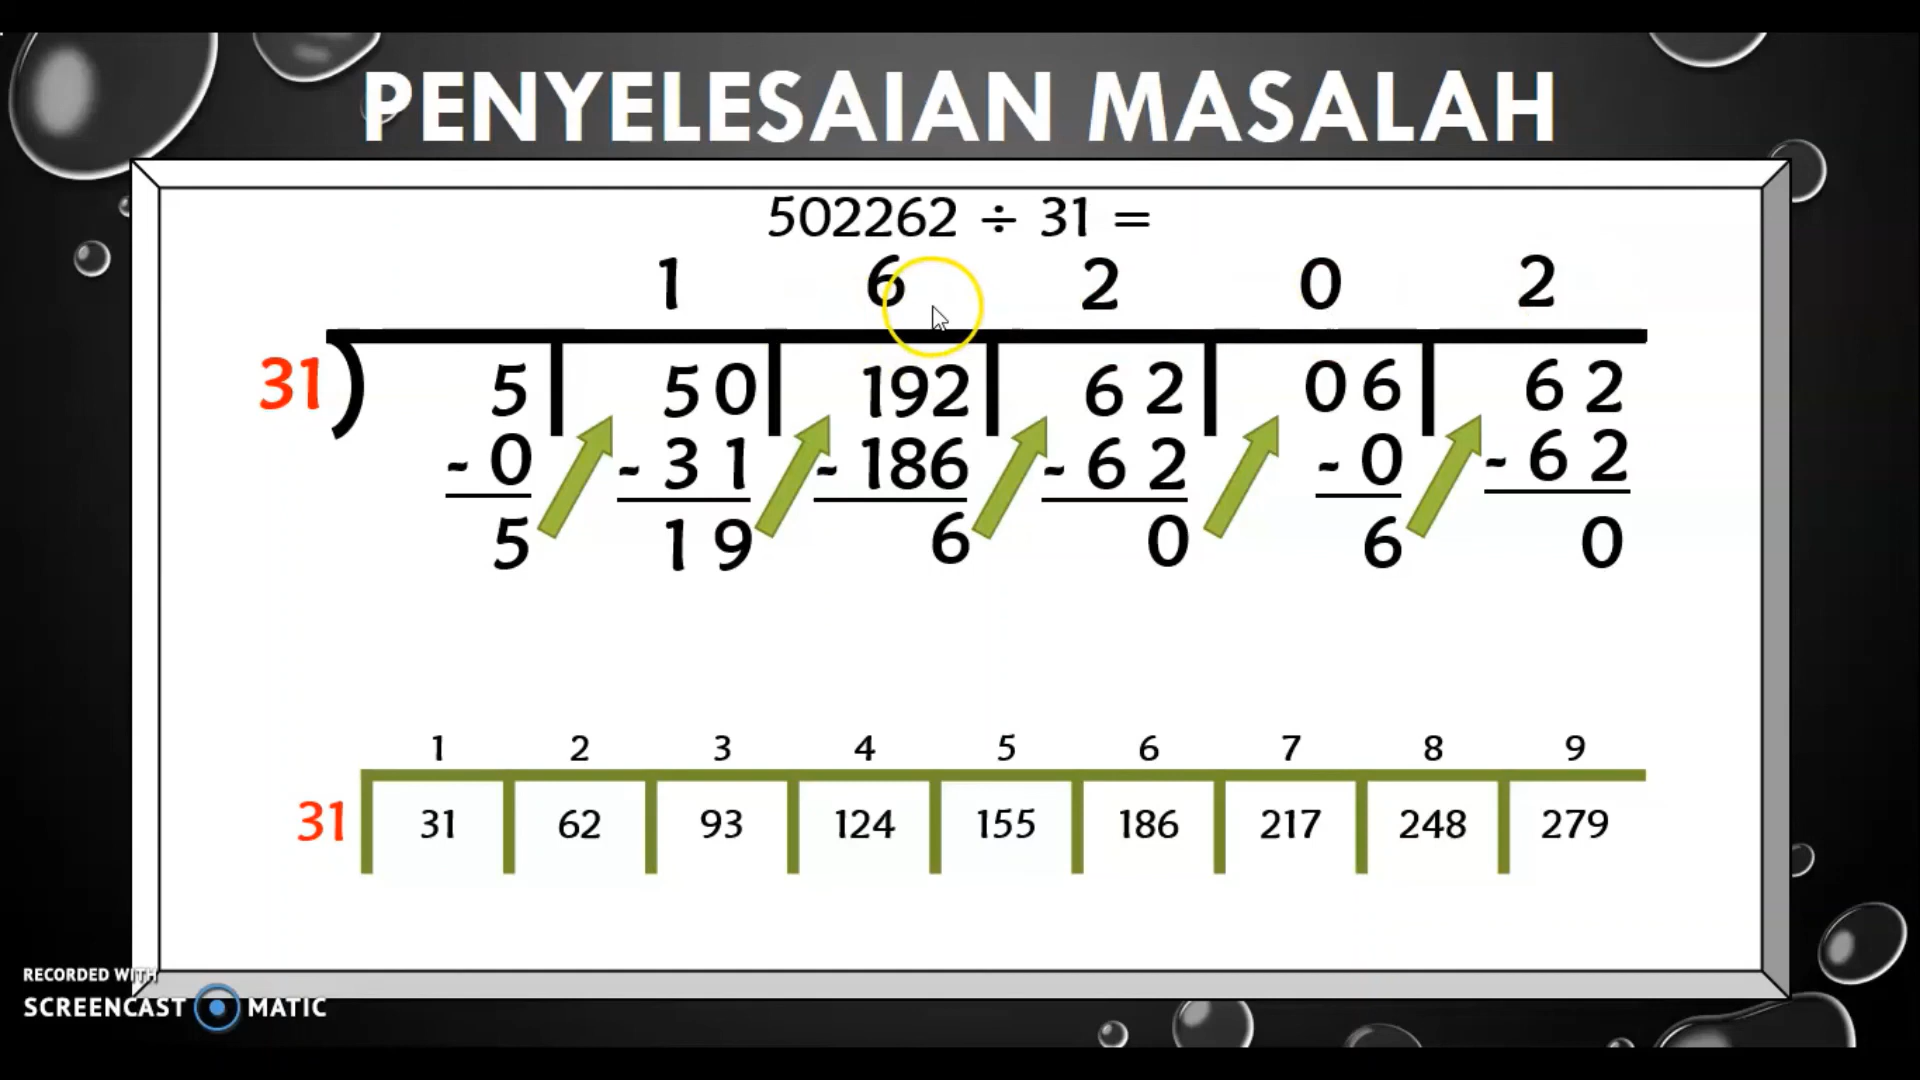 PENYELESAIAN MASALAH
502262 ÷ 31 =
1 6 2 0 2
31 ) 5 | 50 | 192 | 62 | 06 | 62
- 0 - 31 - 186 - 62 - 0 - 62
5 19 6 0 6 0
1 2 3 4 5 6 7 8 9
31 31 62 93 124 155 186 217 248 279
RECORDED WITH
SCREENCAST MATIC